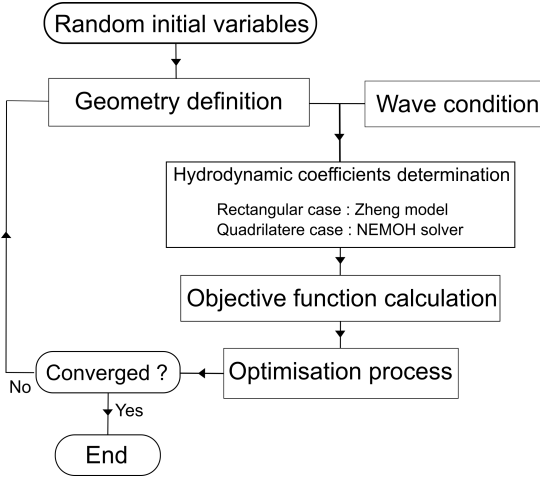 Random initial variables
Geometry definition
Wave condition
Hydrodynamic coefficients determination
Rectangular case : Zheng model
Quadrilatere case : NEMOH solver
Objective function calculation
Optimisation process
Converged ?
No
Yes
End